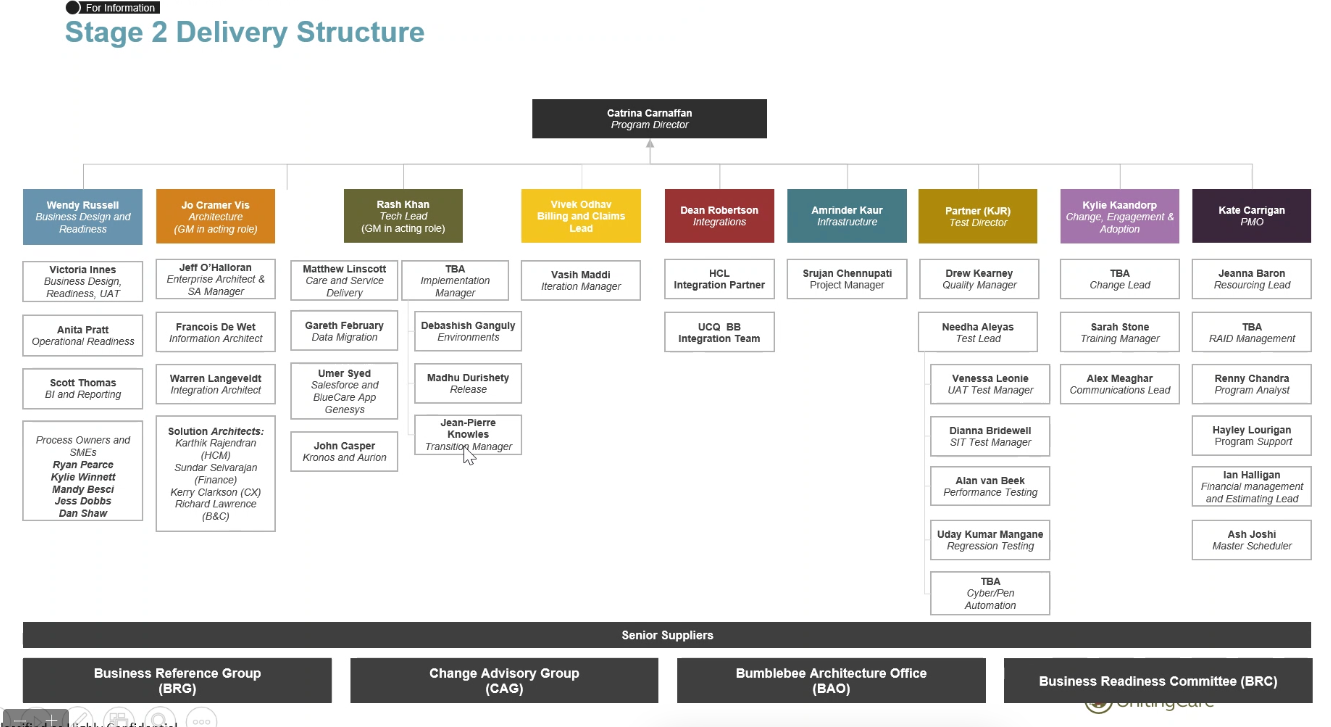 For Information
Stage 2 Delivery Structure
Catrina Carnaffan
Program Director
Wendy Russell
Business Design and
Readiness
Victoria Innes
Business Design,
Readiness, UAT
Anita Pratt
Operational Readiness
Scott Thomas
BI and Reporting
Process Owners and
SMEs
Ryan Pearce
Kylie Winnett
Mandy Besci
Jess Dobbs
Dan Shaw
Jo Cramer Vis
Architecture
(GM in acting role)
Jeff O'Halloran
Enterprise Architect &
SA Manager
Francois De Wet
Information Architect
Warren Langeveldt
Integration Architect
Solution Architects:
Karthik Rajendran
(HCM)
Sundar Selvarajan
(Finance)
Kerry Clarkson (CX)
Richard Lawrence
(B&C)
Rash Khan
Tech Lead
(GM in acting role)
Matthew Linscott
Care and Service
Delivery
Gareth February
Data Migration
Umer Syed
Salesforce and
BlueCare App
Genesys
John Casper
Kronos and Aurion
TBA
Implementation
Manager
Debashish Ganguly
Environments
Madhu Durishety
Release
Jean-Pierre
Knowles
Transition Manager
Vivek Odhav
Billing and Claims
Lead
Vasih Maddi
Iteration Manager
Dean Robertson
Integrations
HCL
Integration Partner
UCQ BB
Integration Team
Amrinder Kaur
Infrastructure
Srujan Chennupati
Project Manager
Partner (KJR)
Test Director
Drew Kearney
Quality Manager
Needha Aleyas
Test Lead
Venessa Leonie
UAT Test Manager
Dianna Bridewell
SIT Test Manager
Alan van Beek
Performance Testing
Uday Kumar Mangane
Regression Testing
TBA
Cyber/Pen
Automation
Kylie Kaandorp
Change, Engagement &
Adoption
TBA
Change Lead
Sarah Stone
Training Manager
Alex Meaghar
Communications Lead
Kate Carrigan
PMO
Jeanna Baron
Resourcing Lead
TBA
RAID Management
Renny Chandra
Program Analyst
Hayley Lourigan
Program Support
Ian Halligan
Financial management
and Estimating Lead
Ash Joshi
Master Scheduler
Senior Suppliers
Business Reference Group
(BRG)
Change Advisory Group
(CAG)
Bumblebee Architecture Office
(BAO)
Business Readiness Committee (BRC)
UnitingCare
Highly Confidential